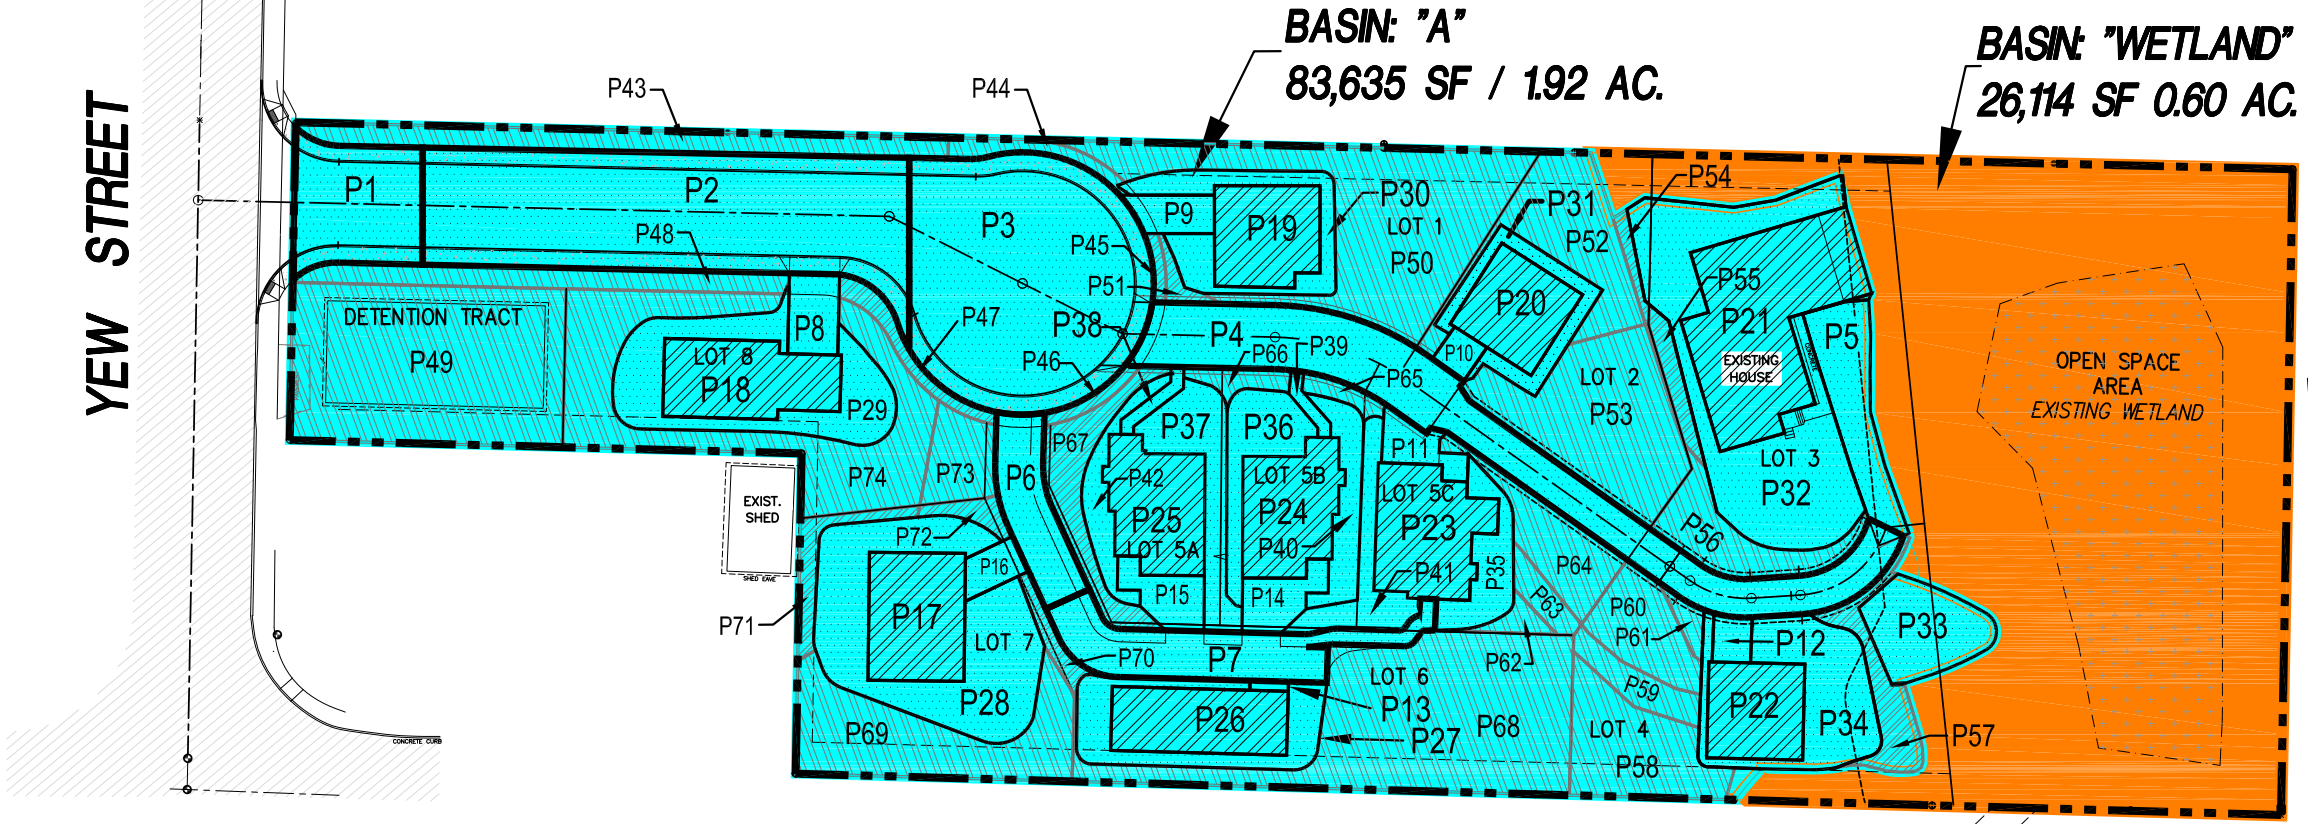 BASIN: "A"
83,635 SF / 1.92 AC.
BASIN: "WETLAND"
26,114 SF 0.60 AC.
YEW STREET
P43
P44
P1
P2
P3
P48
P45
P9
P19
P30
LOT 1
P50
P51
P31
P52
P54
P20
P55
P21
EXISTING
HOUSE
P5
DETENTION TRACT
P49
P8
LOT 8
P18
P29
P47
P38
P46
P4
P66
P39
P65
P10
LOT 2
P53
OPEN SPACE
AREA
EXISTING WETLAND
CONCRETE
LOT 3
P32
P37
P36
P11
P67
P42
LOT 5B
P24
LOT 5C
P23
P25
LOT 5A
P40
P41
P35
P15
P14
P74
P73
P6
P72
P16
EXIST.
SHED
SHED EAVE
P71
P17
LOT 7
P28
P69
P70
P7
P26
P13
P27
LOT 6
P68
P62
P63
P64
P60
P61
P59
P56
P12
P22
P34
P33
P57
LOT 4
P58
CONCRETE CURB